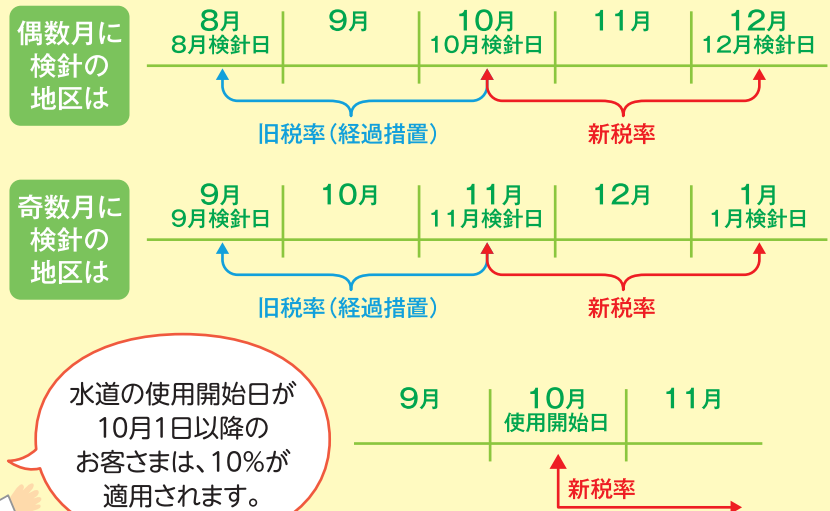 偶数月に
検針の
地区は
8月 9月 10月 11月 12月
8月検針日 10月検針日 12月検針日
旧税率(経過措置) 新税率
奇数月に
検針の
地区は
9月 10月 11月 12月 1月
9月検針日 11月検針日 1月検針日
旧税率(経過措置) 新税率
水道の使用開始日が
10月1日以降の
お客さまは、10%が
適用されます。
9月 10月 11月
使用開始日
新税率